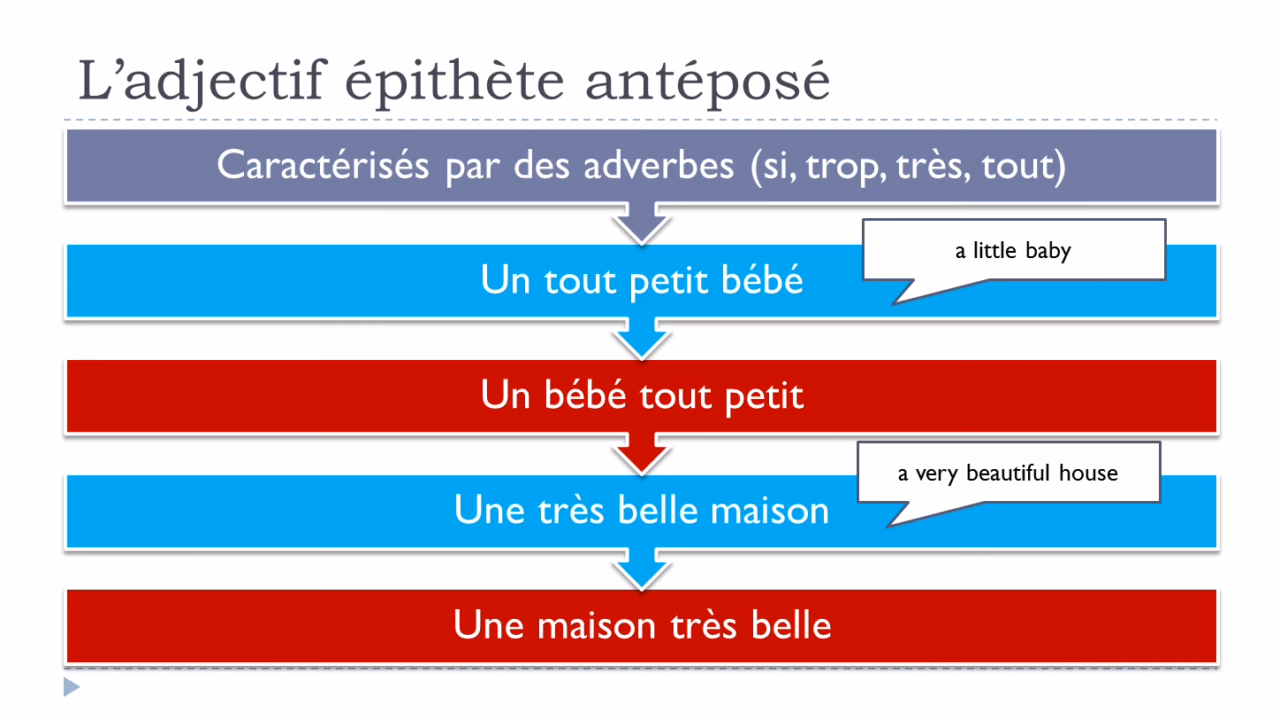 L’adjectif épithète antéposé
Caractérisés par des adverbes (si, trop, très, tout)
a little baby
Un tout petit bébé
Un bébé tout petit
a very beautiful house
Une très belle maison
Une maison très belle